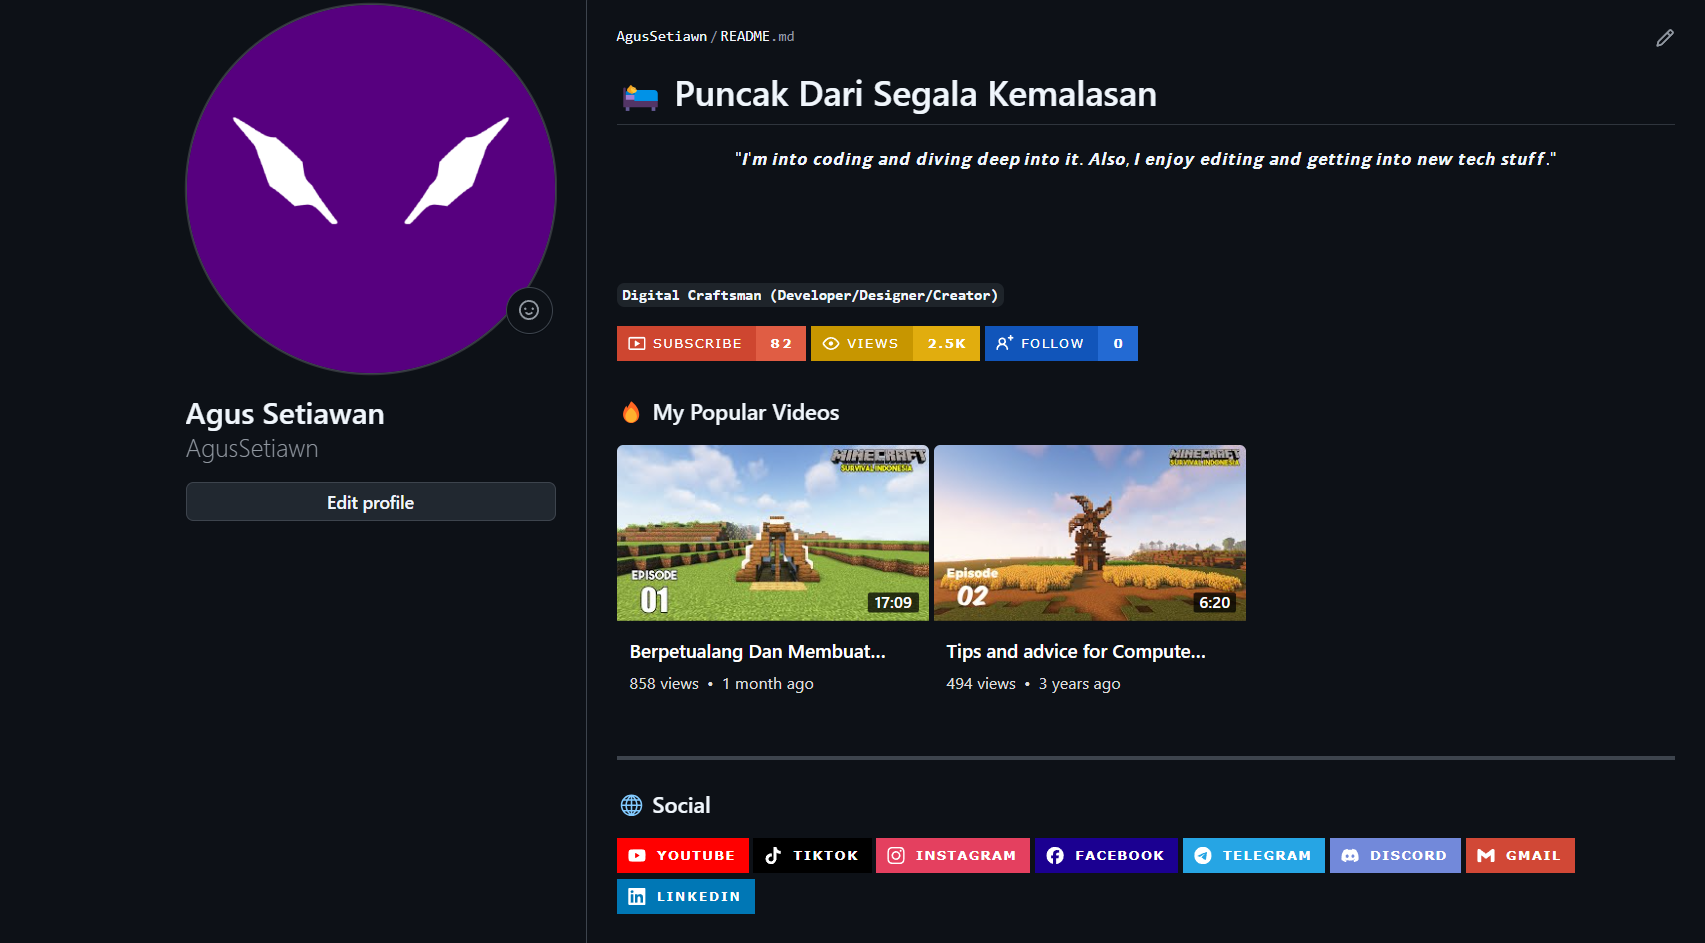 AgusSetiawn/README.md
Puncak Dari Segala Kemalasan
"I'm into coding and diving deep into it. Also, I enjoy editing and getting into new tech stuff."
Digital Craftsman (Developer/Designer/Creator)
SUBSCRIBE 82 VIEWS 2.5K FOLLOW 0
Agus Setiawan
AgusSetiawn
Edit profile
My Popular Videos
MINECRAFT
SURVIVAL INDONESIA
EPISODE
01
17:09
MINECRAFT
SURVIVAL INDONESIA
Episode
02
6:20
Berpetualang Dan Membuat...
858 views • 1 month ago
Tips and advice for Compute...
494 views • 3 years ago
Social
YOUTUBE TIKTOK INSTAGRAM FACEBOOK TELEGRAM DISCORD GMAIL
LINKEDIN